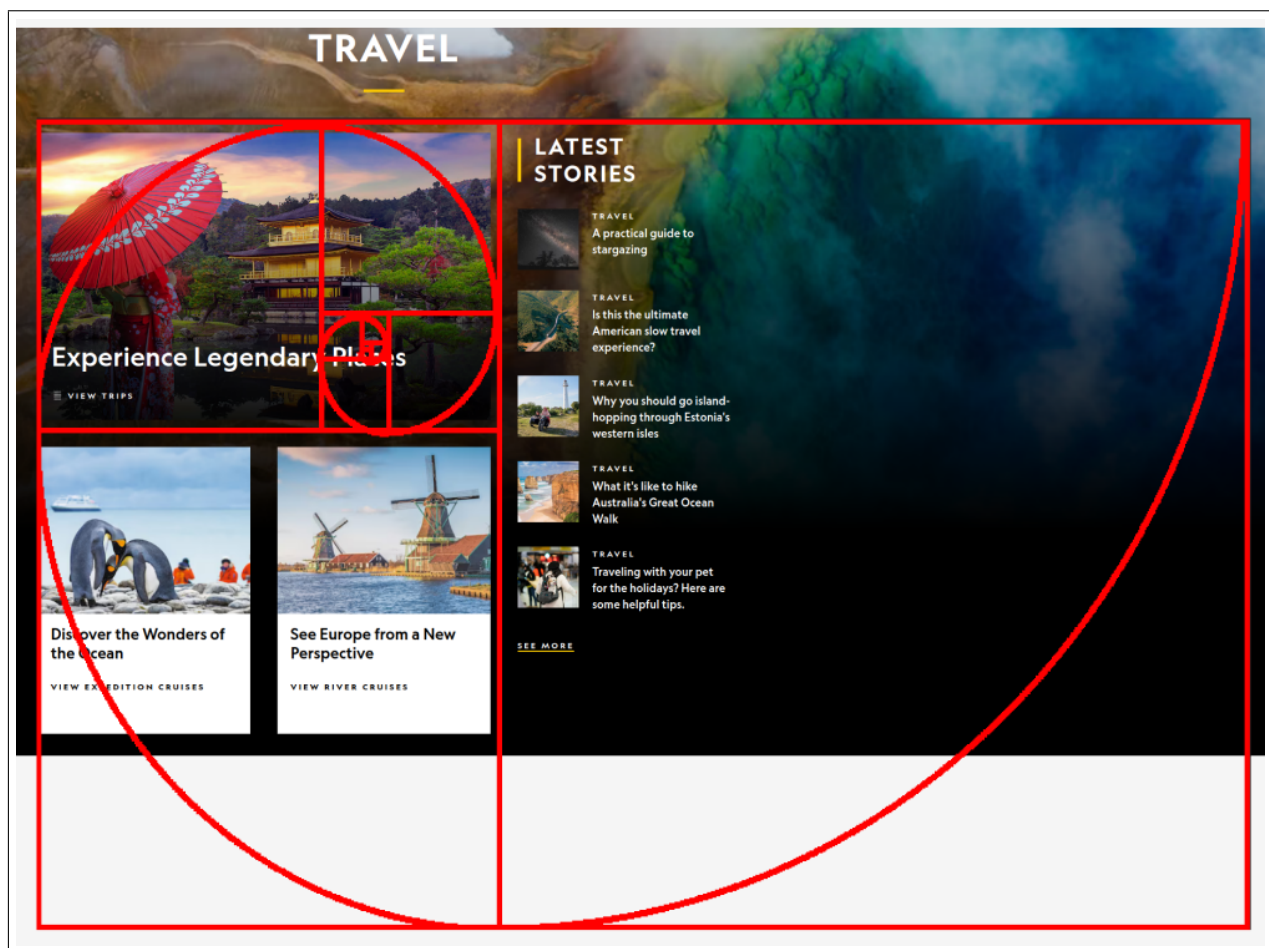 TRAVEL
Experience Legendary Places
VIEW TRIPS
Discover the Wonders of
the Ocean
VIEW EXPEDITION CRUISES
See Europe from a New
Perspective
VIEW RIVER CRUISES
LATEST
STORIES
TRAVEL
A practical guide to
stargazing
TRAVEL
Is this the ultimate
American slow travel
experience?
TRAVEL
Why you should go island-
hopping through Estonia's
western isles
TRAVEL
What it's like to hike
Australia's Great Ocean
Walk
TRAVEL
Traveling with your pet
for the holidays? Here are
some helpful tips.
SEE MORE